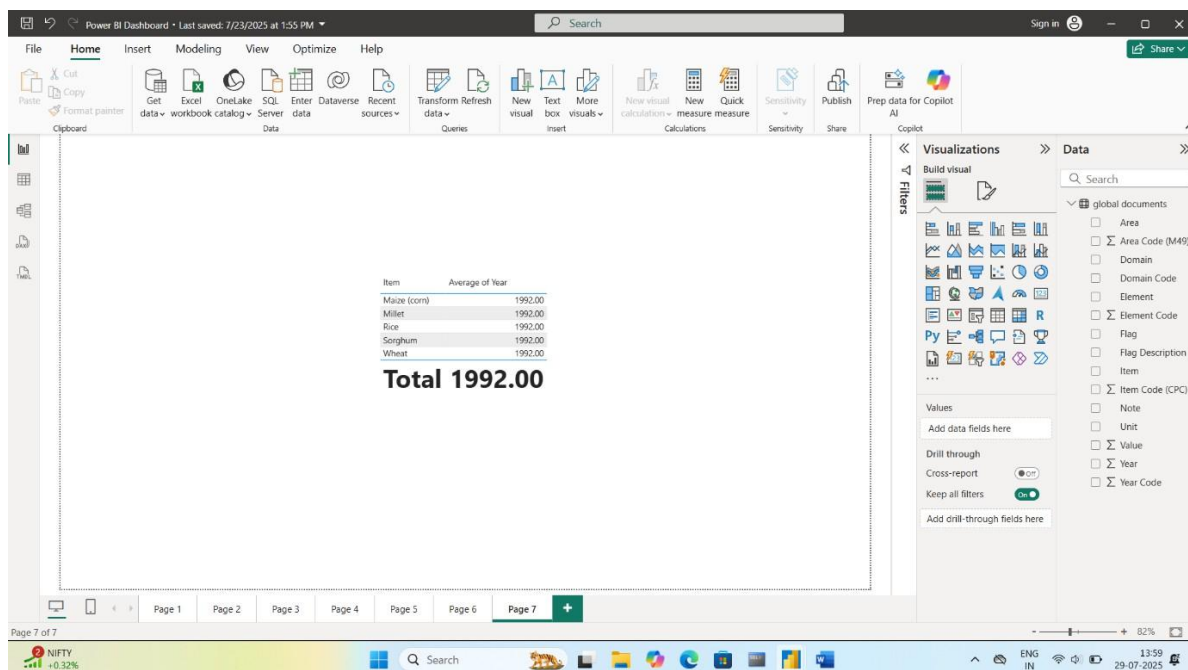 Power BI Dashboard • Last saved: 7/23/2025 at 1:55 PM
Search
Sign in
File Home Insert Modeling View Optimize Help
Share
Paste
Cut
Copy
Format painter
Clipboard
Get data
Excel workbook
OneLake catalog
SQL Server
Enter data
Dataverse
Recent sources
Data
Transform data
Refresh
Queries
New visual
Text box
More visuals
Insert
New visual calculation
New measure
Quick measure
Calculations
Sensitivity
Sensitivity
Publish
Share
Prep data for AI
Copilot
Copilot
Item Average of Year
Maize (corn) 1992.00
Millet 1992.00
Rice 1992.00
Sorghum 1992.00
Wheat 1992.00
Total 1992.00
Filters
Visualizations
Build visual
123
R
Py
...
Values
Add data fields here
Drill through
Cross-report
Off
Keep all filters
On
Add drill-through fields here
Data
Search
global documents
Area
Σ Area Code (M49)
Domain
Domain Code
Element
Σ Element Code
Flag
Flag Description
Item
Σ Item Code (CPC)
Note
Unit
Σ Value
Σ Year
Σ Year Code
Page 1 Page 2 Page 3 Page 4 Page 5 Page 6 Page 7 +
Page 7 of 7
- + 82%
2
NIFTY
+0.32%
Search
ENG
IN
13:59
29-07-2025